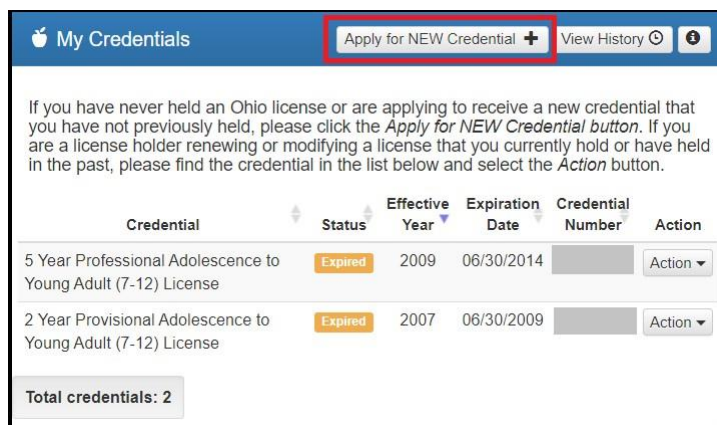 My Credentials
Apply for NEW Credential
View History
If you have never held an Ohio license or are applying to receive a new credential that
you have not previously held, please click the Apply for NEW Credential button. If you
are a license holder renewing or modifying a license that you currently hold or have held
in the past, please find the credential in the list below and select the Action button.
Credential Status Effective Year Expiration Date Credential Number Action
5 Year Professional Adolescence to Expired 2009 06/30/2014 Action
Young Adult (7-12) License
2 Year Provisional Adolescence to Expired 2007 06/30/2009 Action
Young Adult (7-12) License
Total credentials: 2